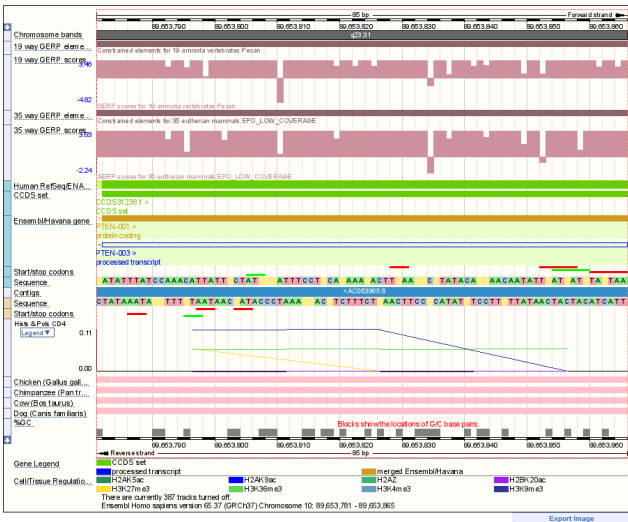 85 bp
Forward strand
89,653,790 89,653,800 89,653,810 89,653,820 89,653,830 89,653,840 89,653,850 89,653,860
Chromosome bands
q23.31
19 way GERP eleme...
Constrained elements for 19 amniota vertebrates Pecan
19 way GERP scores
3.46
-4.82
GERP scores for 19 amniota vertebrates Pecan
35 way GERP eleme...
Constrained elements for 35 eutherian mammals EPO_LOW_COVERAGE
35 way GERP scores
-2.24
GERP scores for 35 eutherian mammals EPO_LOW_COVERAGE
Human RefSeq/ENA...
CCDS set
CCDS31238.1 >
CCDS set
Ensembl/Havana gene
PTEN-001 >
protein coding
PTEN-003 >
processed transcript
Start/stop codons
Sequence
Contigs
Sequence
Start/stop codons
Hists & Pols CD4
Legend ▼
0.11
0.00
Chicken (Gallus gall...
Chimpanzee (Pan tr...
Cow (Bos taurus)
Dog (Canis familiaris)
%GC
Blocks show the locations of G/C base pairs.
89,653,790 89,653,800 89,653,810 89,653,820 89,653,830 89,653,840 89,653,850 89,653,860
Reverse strand
85 bp
Gene Legend
CCDS set
processed transcript
merged Ensembl/Havana
Cell/Tissue Regulatio...
H2AK5ac H2AK9ac H2AZ H2BK20ac
H3K27me3 H3K36me3 H3K4me3 H3K9me3
There are currently 387 tracks turned off.
Ensembl Homo sapiens version 65.37 (GRCh37) Chromosome 10: 89,653,781 - 89,653,865
Export Image